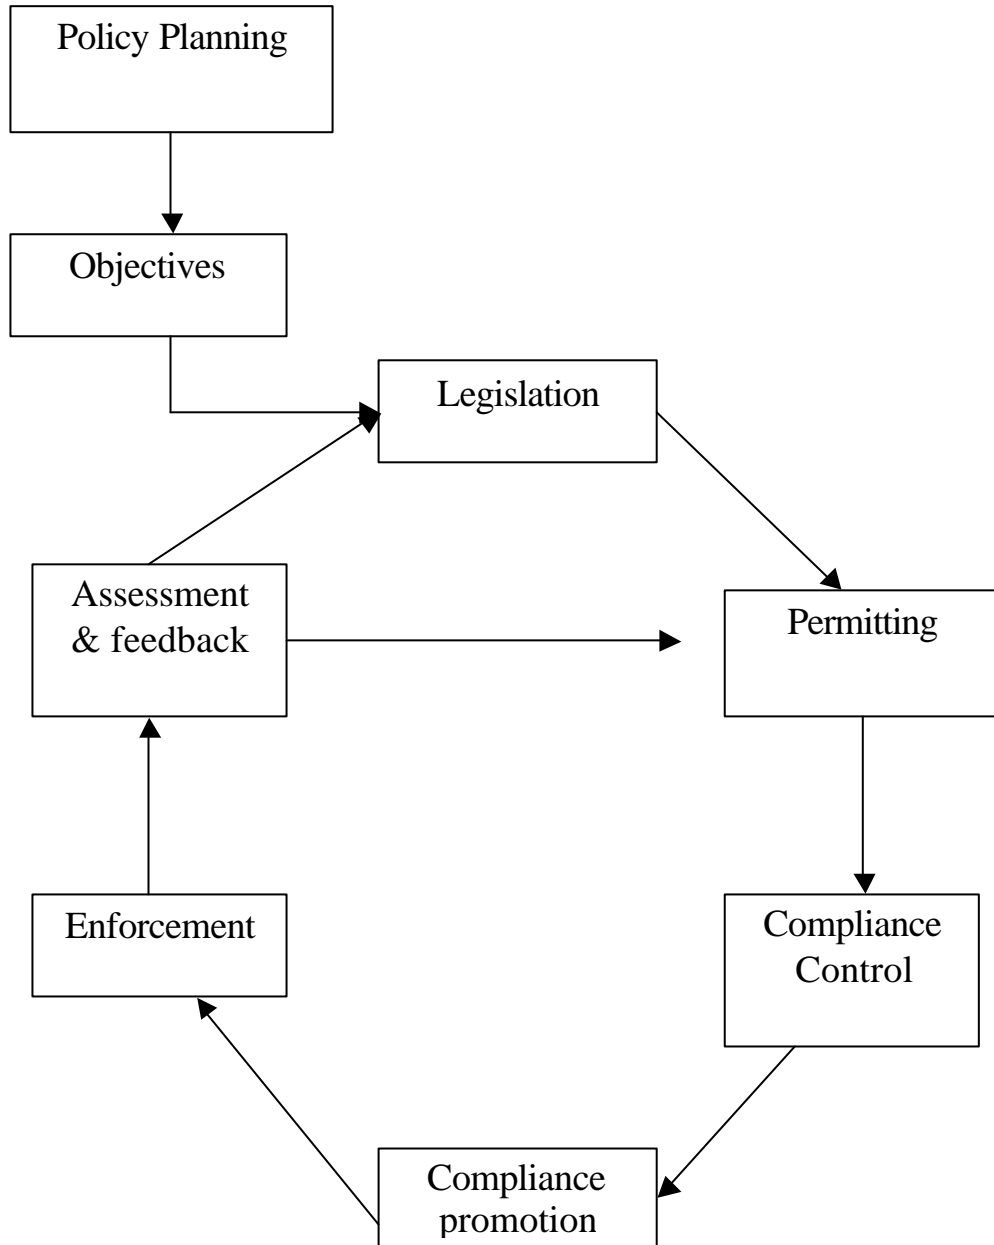 Policy Planning
Objectives
Legislation
Assessment
& feedback
Permitting
Enforcement
Compliance
Control
Compliance
promotion